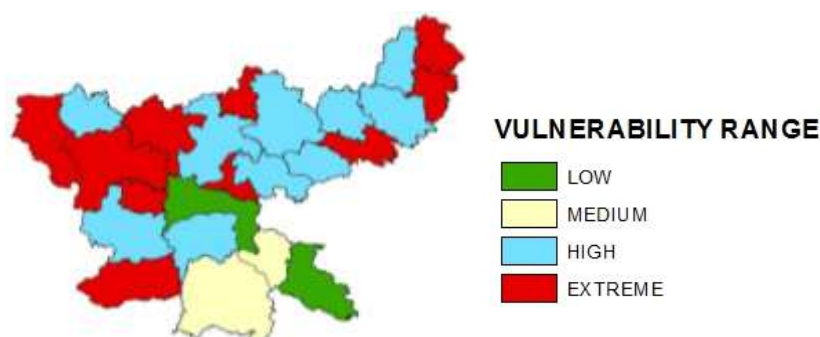 VULNERABILITY RANGE
LOW
MEDIUM
HIGH
EXTREME